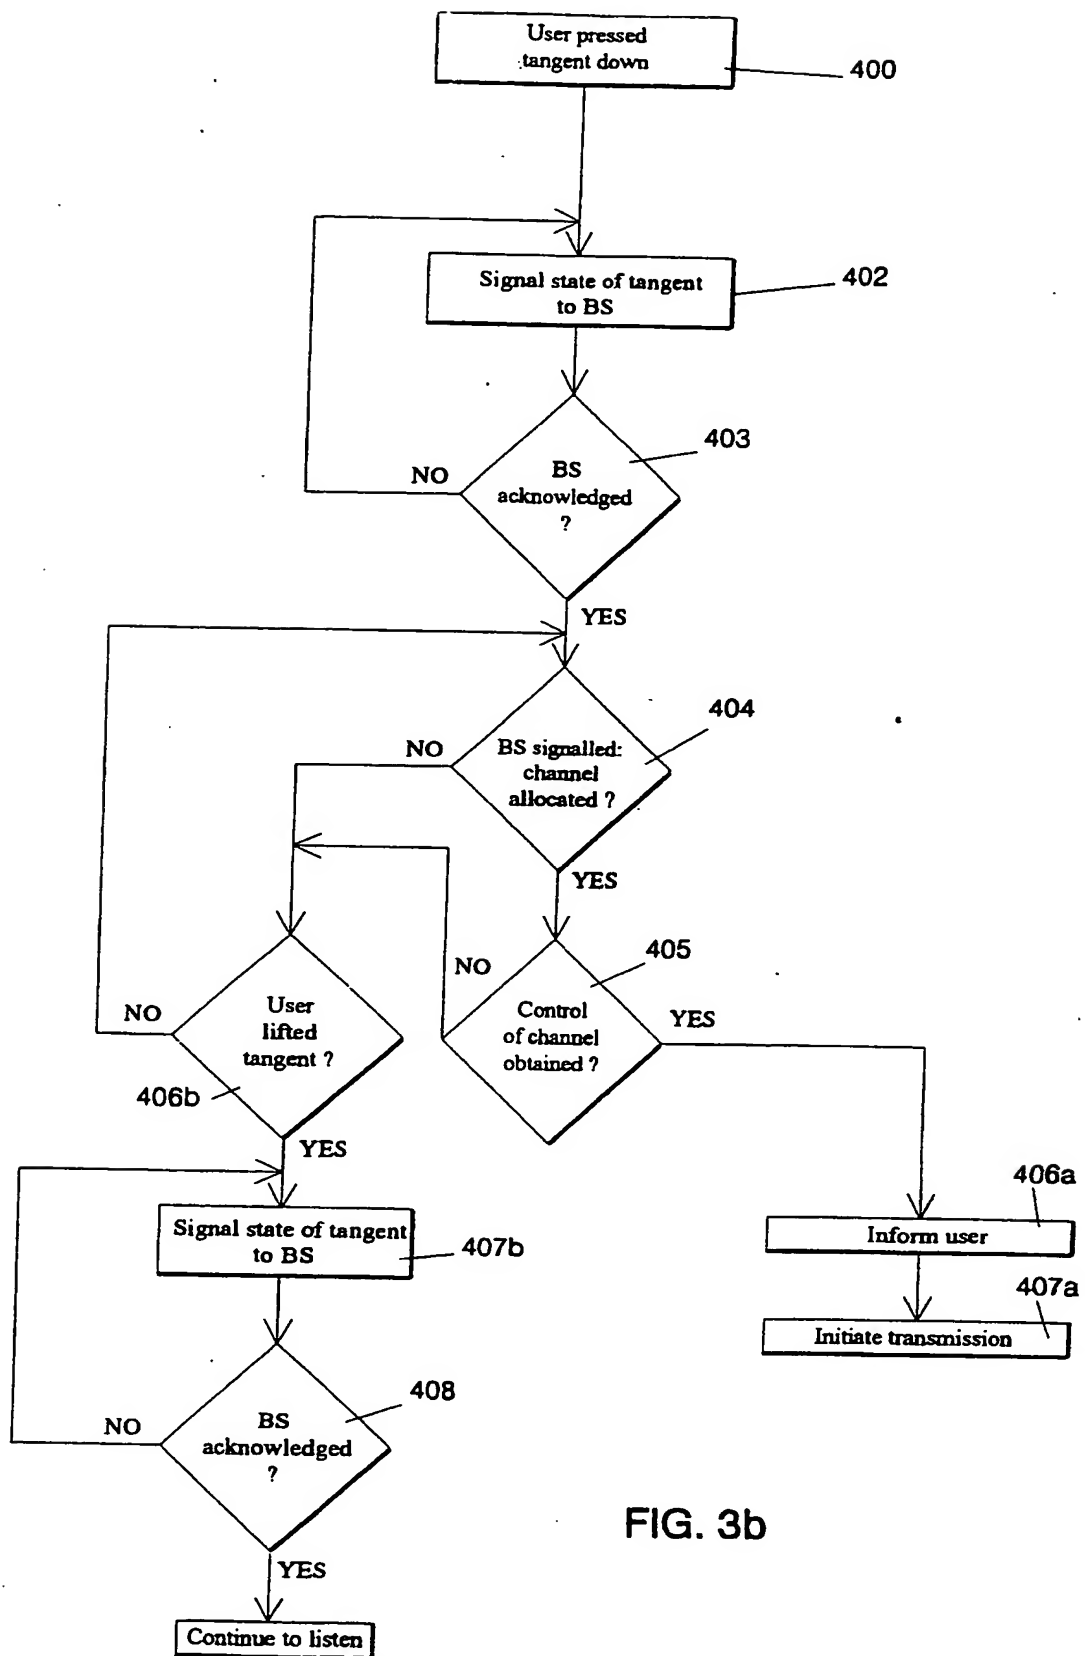 User pressed
tangent down
400
Signal state of tangent
to BS
402
403
BS
acknowledged
?
NO
YES
404
BS signalled:
channel
allocated ?
NO
YES
405
Control
of channel
obtained ?
NO
YES
User
lifted
tangent ?
NO
406b
YES
406a
Inform user
Signal state of tangent
to BS
407b
407a
Initiate transmission
408
BS
acknowledged
?
NO
YES
Continue to listen
FIG. 3b